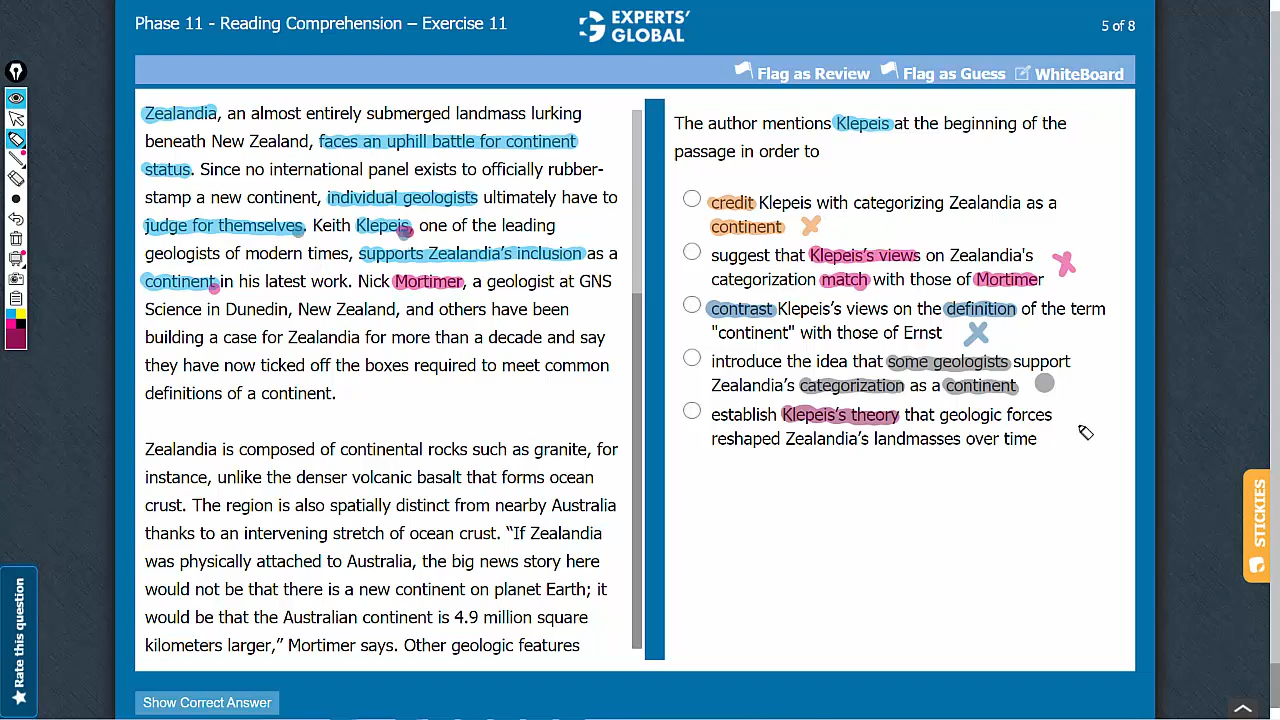 Phase 11 - Reading Comprehension – Exercise 11
EXPERTS’
GLOBAL
5 of 8
Flag as Review
Flag as Guess
WhiteBoard
Zealandia, an almost entirely submerged landmass lurking
beneath New Zealand, faces an uphill battle for continent
status. Since no international panel exists to officially rubber-
stamp a new continent, individual geologists ultimately have to
judge for themselves. Keith Klepeis, one of the leading
geologists of modern times, supports Zealandia’s inclusion as a
continent in his latest work. Nick Mortimer, a geologist at GNS
Science in Dunedin, New Zealand, and others have been
building a case for Zealandia for more than a decade and say
they have now ticked off the boxes required to meet common
definitions of a continent.
Zealandia is composed of continental rocks such as granite, for
instance, unlike the denser volcanic basalt that forms ocean
crust. The region is also spatially distinct from nearby Australia
thanks to an intervening stretch of ocean crust. “If Zealandia
was physically attached to Australia, the big news story here
would not be that there is a new continent on planet Earth; it
would be that the Australian continent is 4.9 million square
kilometers larger,” Mortimer says. Other geologic features
The author mentions Klepeis at the beginning of the
passage in order to
credit Klepeis with categorizing Zealandia as a
continent
suggest that Klepeis’s views on Zealandia's
categorization match with those of Mortimer
contrast Klepeis’s views on the definition of the term
"continent" with those of Ernst
introduce the idea that some geologists support
Zealandia’s categorization as a continent
establish Klepeis’s theory that geologic forces
reshaped Zealandia’s landmasses over time
STICKIES
Rate this question
Show Correct Answer